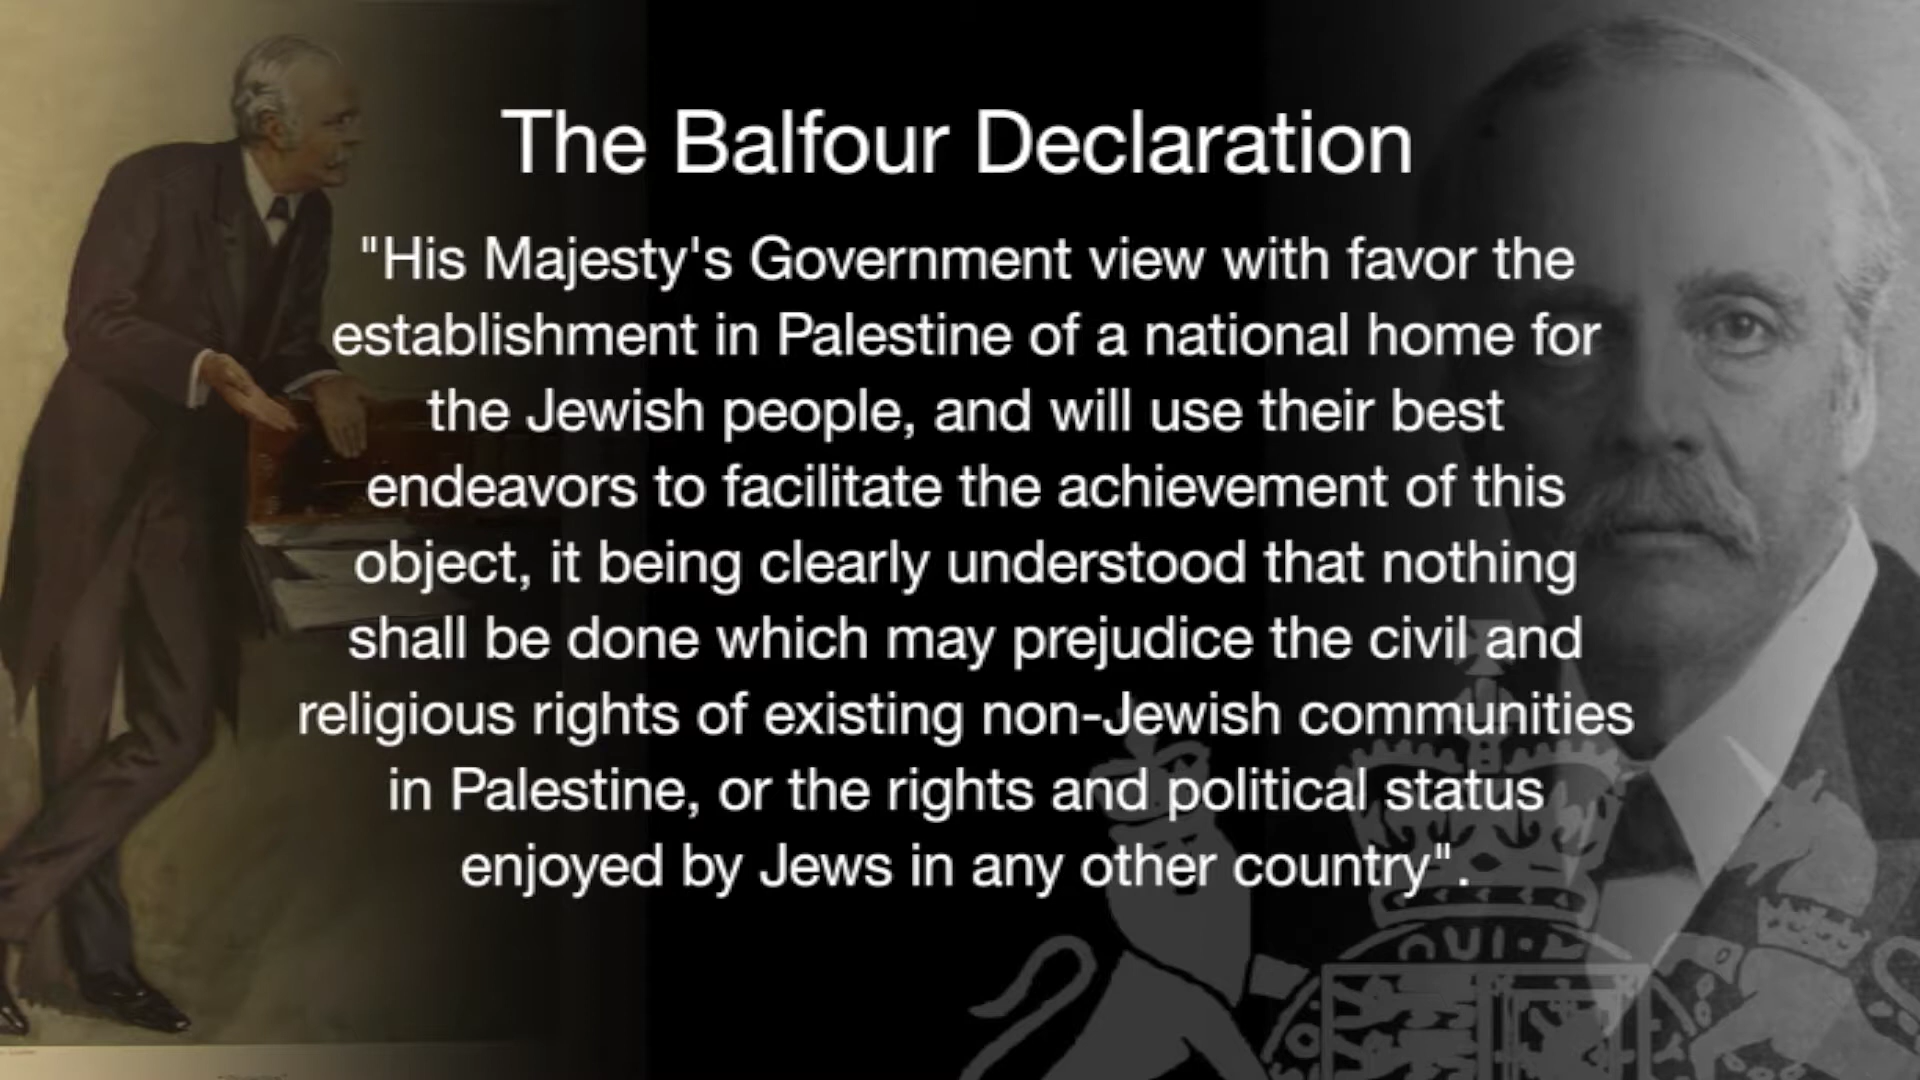 The Balfour Declaration
"His Majesty's Government view with favor the
establishment in Palestine of a national home for
the Jewish people, and will use their best
endeavors to facilitate the achievement of this
object, it being clearly understood that nothing
shall be done which may prejudice the civil and
religious rights of existing non-Jewish communities
in Palestine, or the rights and political status
enjoyed by Jews in any other country".
QUI